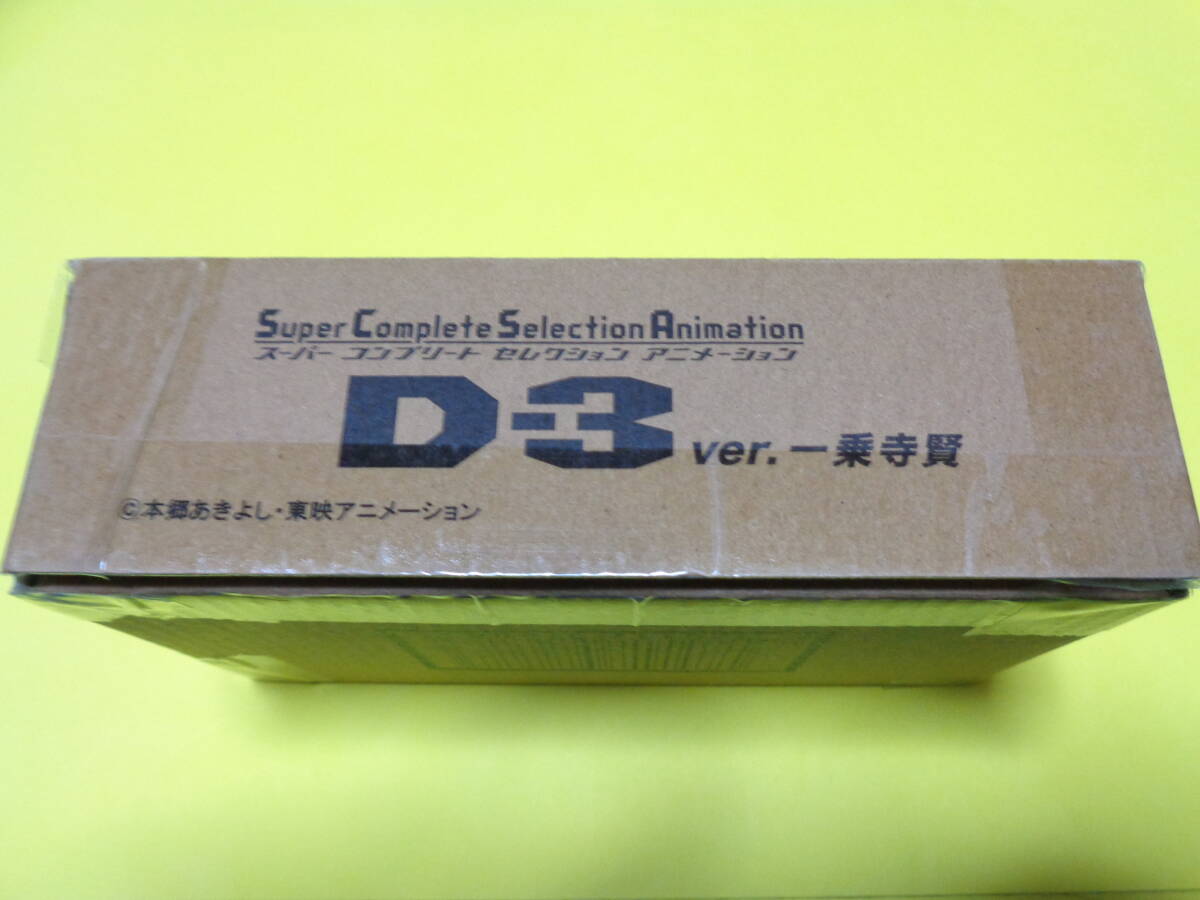 Super Complete Selection Animation
スーパー コンプリート セレクション アニメーション
D-3 ver.一乗寺賢
©本郷あきよし・東映アニメーション